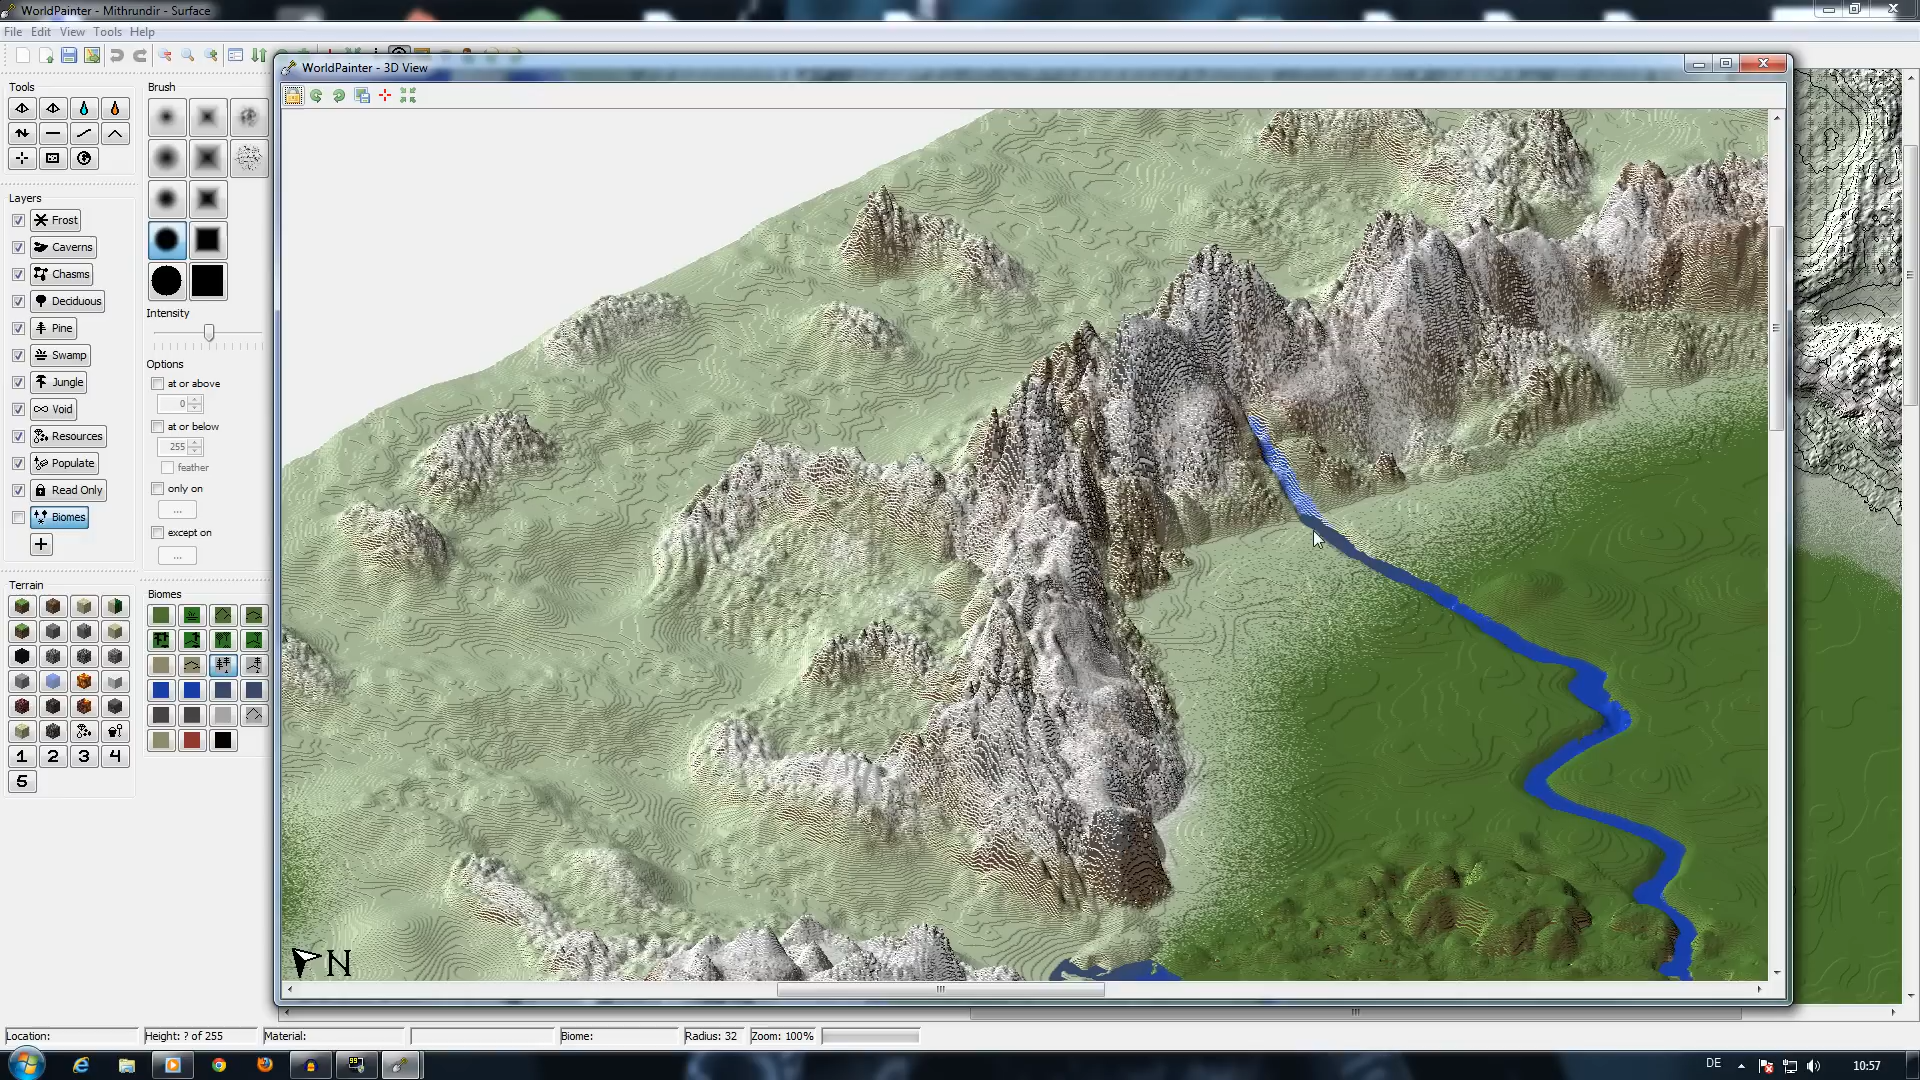 WorldPainter - Mithrundir - Surface
File Edit View Tools Help
WorldPainter - 3D View
Tools
Brush
Layers
Frost
Caverns
Chasms
Deciduous
Pine
Swamp
Jungle
Void
Resources
Populate
Read Only
Biomes
Intensity
Options
at or above
0
at or below
255
feather
only on
...
except on
...
Terrain
1 2 3 4
5
Biomes
N
Location: Height: ? of 255 Material: Biome: Radius: 32 Zoom: 100%
99
DE 10:57